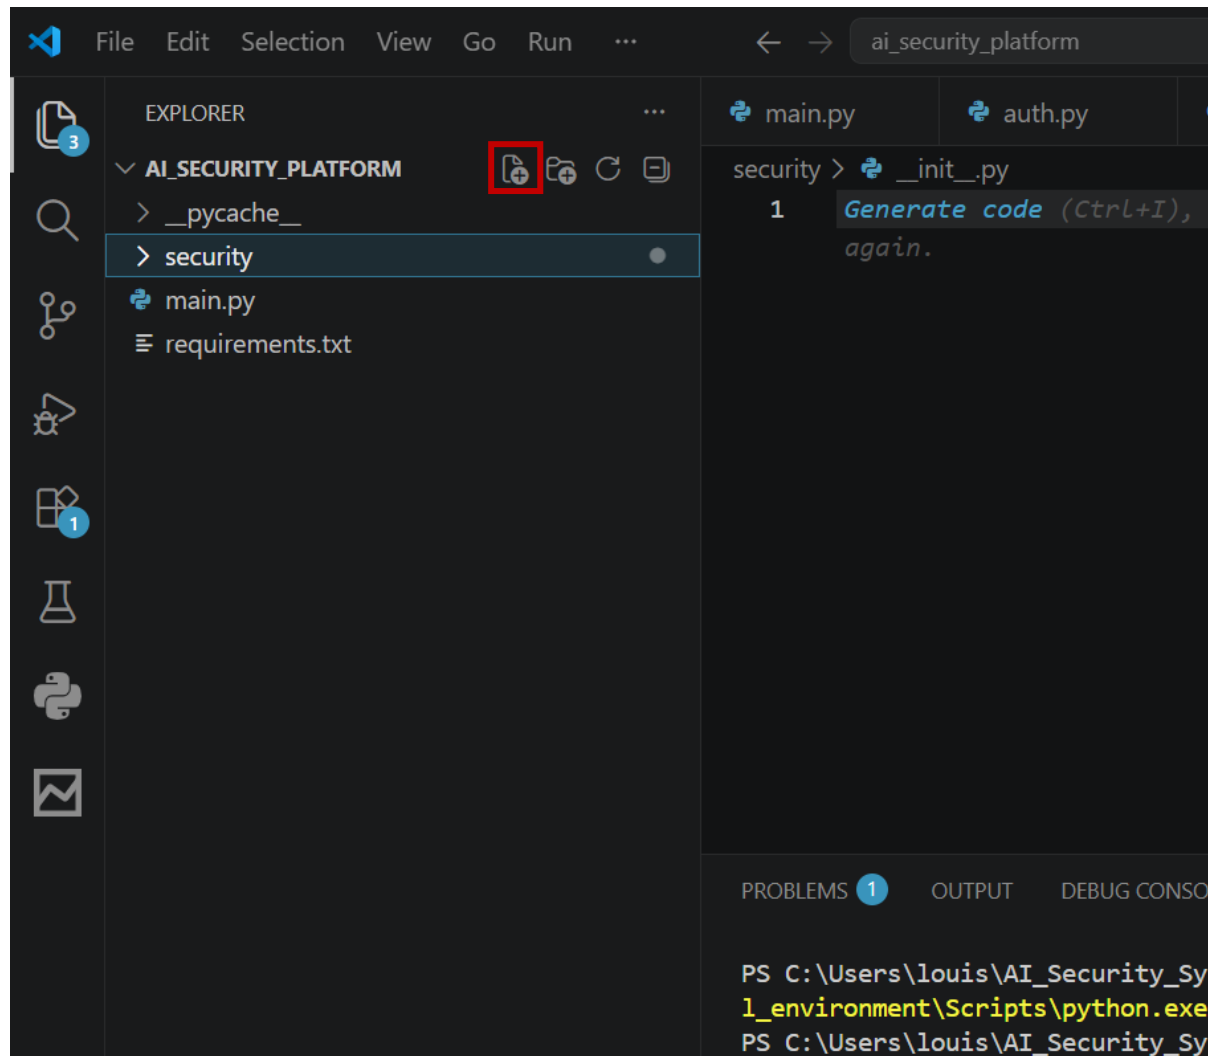 File Edit Selection View Go Run ... ai_security_platform
EXPLORER ...
3
AI_SECURITY_PLATFORM
__pycache__
security
main.py
requirements.txt
1
main.py auth.py
security > __init__.py
1 Generate code (Ctrl+I),
again.
PROBLEMS 1 OUTPUT DEBUG CONSO
PS C:\Users\louis\AI_Security_Sy
l_environment\Scripts\python.exe
PS C:\Users\louis\AI_Security_Sy